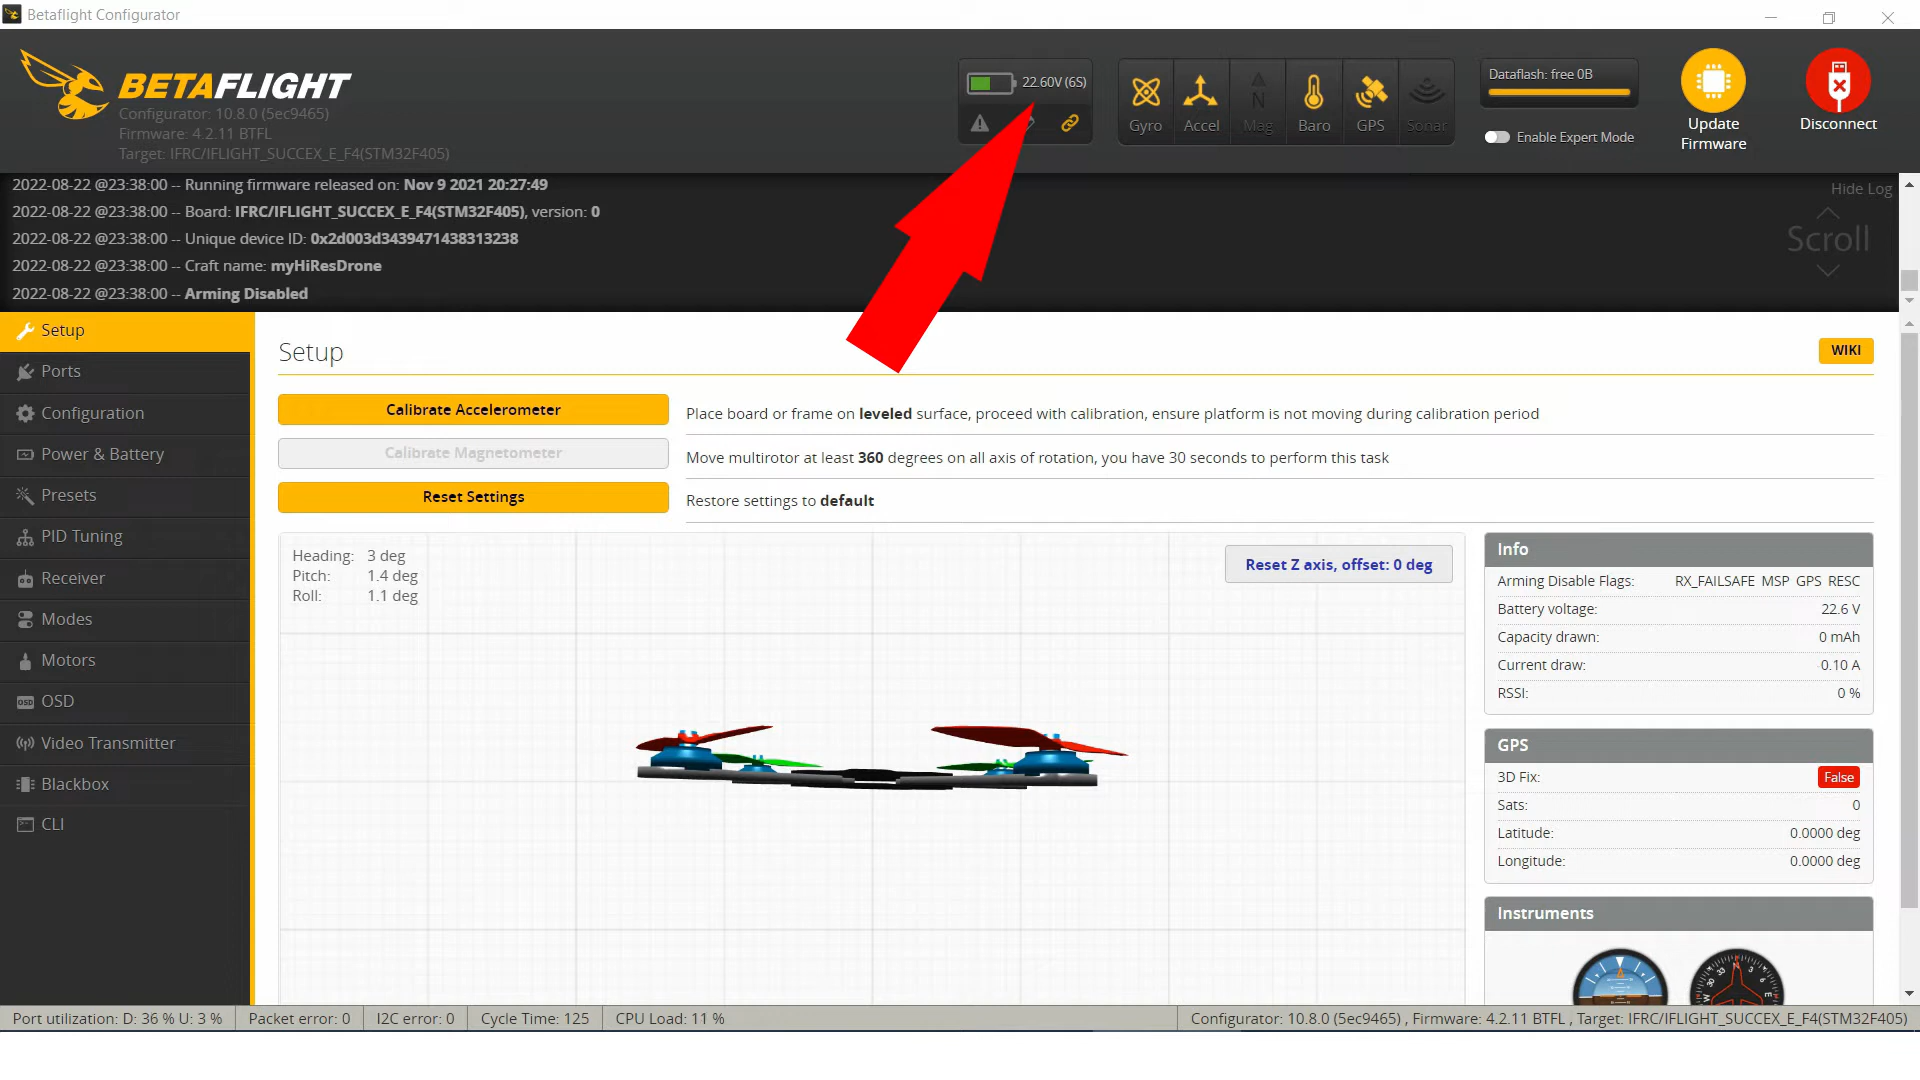 Betaflight Configurator
BETAFLIGHT
Configurator: 10.8.0 (5ec9465)
Firmware: 4.2.11 BTFL
Target: IFRC/IFLIGHT_SUCCEX_E_F4(STM32F405)
22.60V (6S)
Gyro
Accel
N
Mag
Baro
GPS
Sonar
Dataflash: free 0B
Enable Expert Mode
Update
Firmware
Disconnect
2022-08-22 @23:38:00 -- Running firmware released on: Nov 9 2021 20:27:49
2022-08-22 @23:38:00 -- Board: IFRC/IFLIGHT_SUCCEX_E_F4(STM32F405), version: 0
2022-08-22 @23:38:00 -- Unique device ID: 0x2d003d3439471438313238
2022-08-22 @23:38:00 -- Craft name: myHiResDrone
2022-08-22 @23:38:00 -- Arming Disabled
Hide Log
Scroll
Setup
Ports
Configuration
Power & Battery
Presets
PID Tuning
Receiver
Modes
Motors
OSD
Video Transmitter
Blackbox
CLI
Setup
WIKI
Calibrate Accelerometer
Place board or frame on leveled surface, proceed with calibration, ensure platform is not moving during calibration period
Calibrate Magnetometer
Move multirotor at least 360 degrees on all axis of rotation, you have 30 seconds to perform this task
Reset Settings
Restore settings to default
Heading: 3 deg
Pitch: 1.4 deg
Roll: 1.1 deg
Reset Z axis, offset: 0 deg
Info
Arming Disable Flags: RX_FAILSAFE MSP GPS RESC
Battery voltage: 22.6 V
Capacity drawn: 0 mAh
Current draw: 0.10 A
RSSI: 0 %
GPS
3D Fix: False
Sats: 0
Latitude: 0.0000 deg
Longitude: 0.0000 deg
Instruments
Port utilization: D: 36 % U: 3 %
Packet error: 0
I2C error: 0
Cycle Time: 125
CPU Load: 11 %
Configurator: 10.8.0 (5ec9465) , Firmware: 4.2.11 BTFL , Target: IFRC/IFLIGHT_SUCCEX_E_F4(STM32F405)